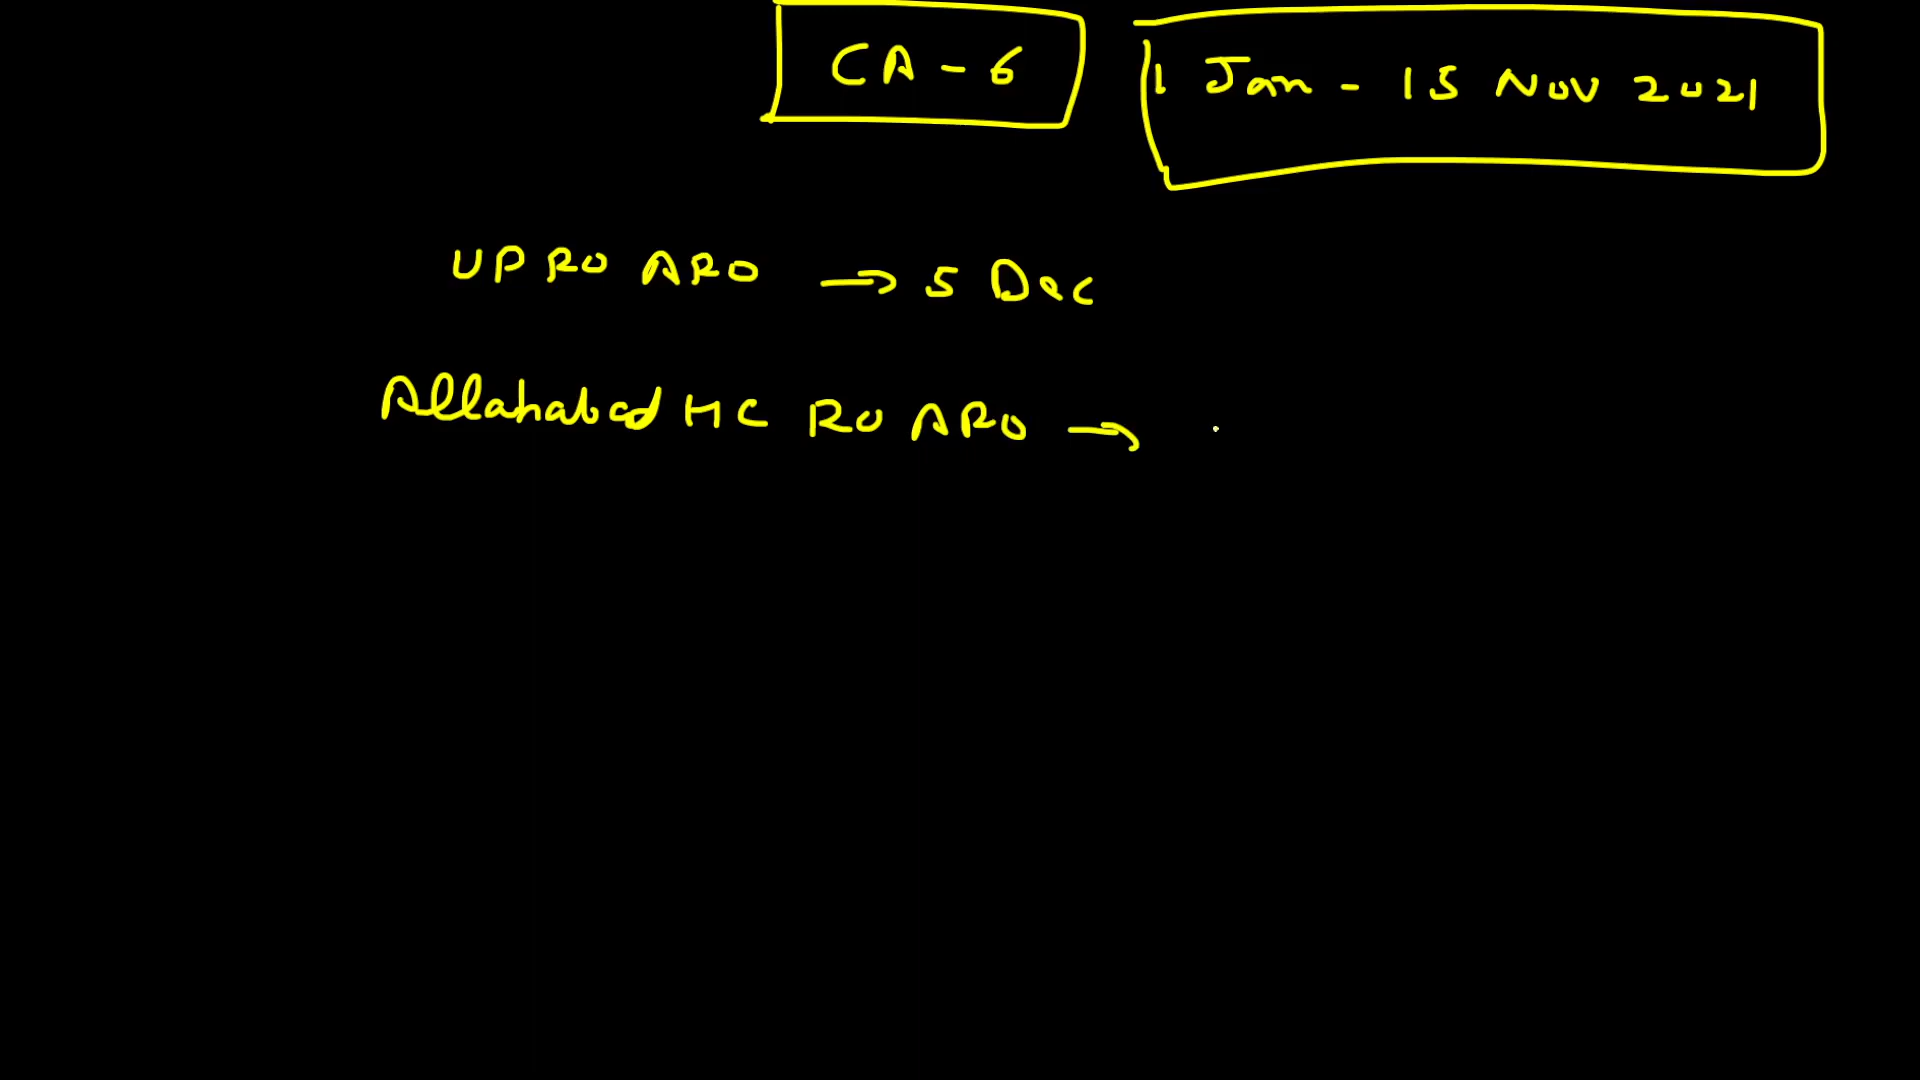 CA - 6
1 Jan - 15 Nov 2021
UP RO ARO → 5 Dec
Allahabad HC RO ARO →